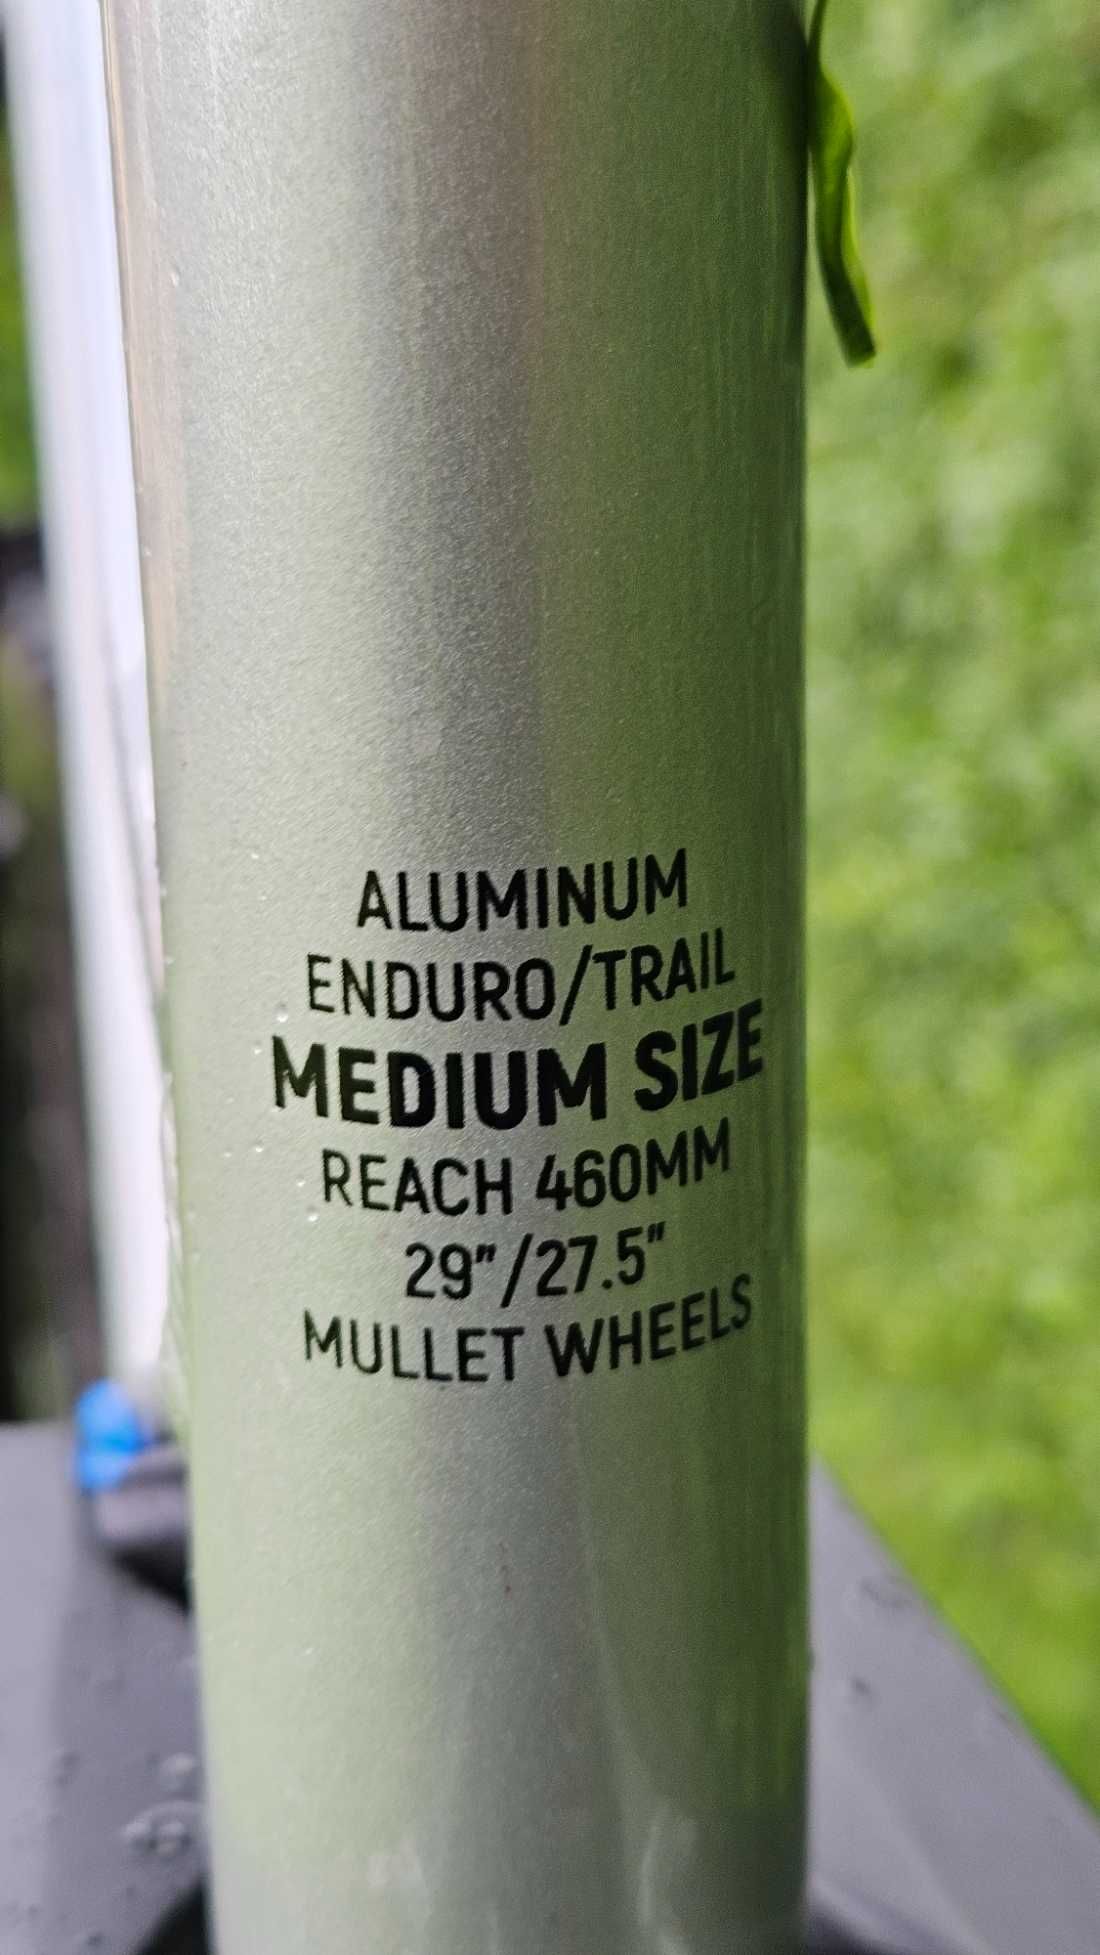 ALUMINUM
ENDURO/TRAIL
MEDIUM SIZE
REACH 460MM
29"/27.5"
MULLET WHEELS